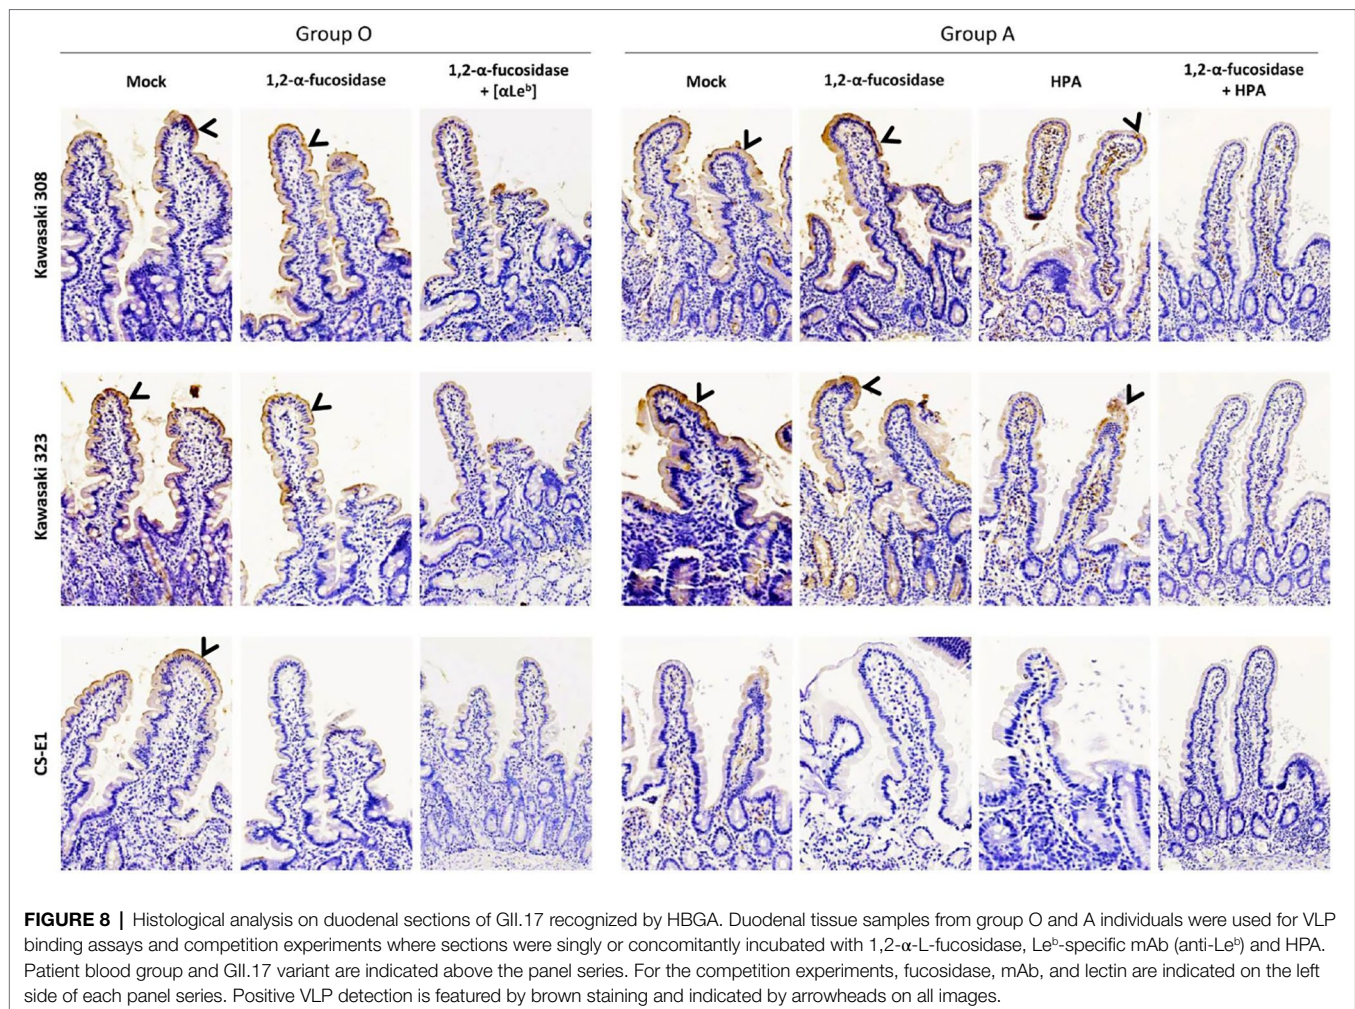 Group O
Group A
Mock
1,2-α-fucosidase
1,2-α-fucosidase
+ [αLeᵇ]
Mock
1,2-α-fucosidase
HPA
1,2-α-fucosidase
+ HPA
Kawasaki 308
Kawasaki 323
CS-E1
FIGURE 8 | Histological analysis on duodenal sections of GII.17 recognized by HBGA. Duodenal tissue samples from group O and A individuals were used for VLP
binding assays and competition experiments where sections were singly or concomitantly incubated with 1,2-α-L-fucosidase, Leᵇ-specific mAb (anti-Leᵇ) and HPA.
Patient blood group and GII.17 variant are indicated above the panel series. For the competition experiments, fucosidase, mAb, and lectin are indicated on the left
side of each panel series. Positive VLP detection is featured by brown staining and indicated by arrowheads on all images.